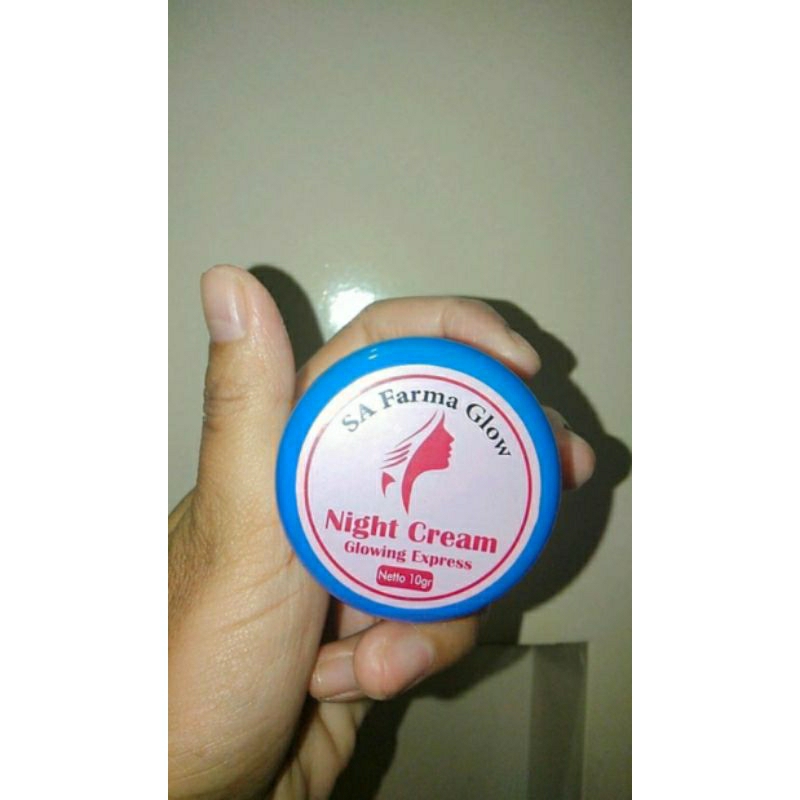 SA Farma Glow
Night Cream
Glowing Express
Netto 10gr